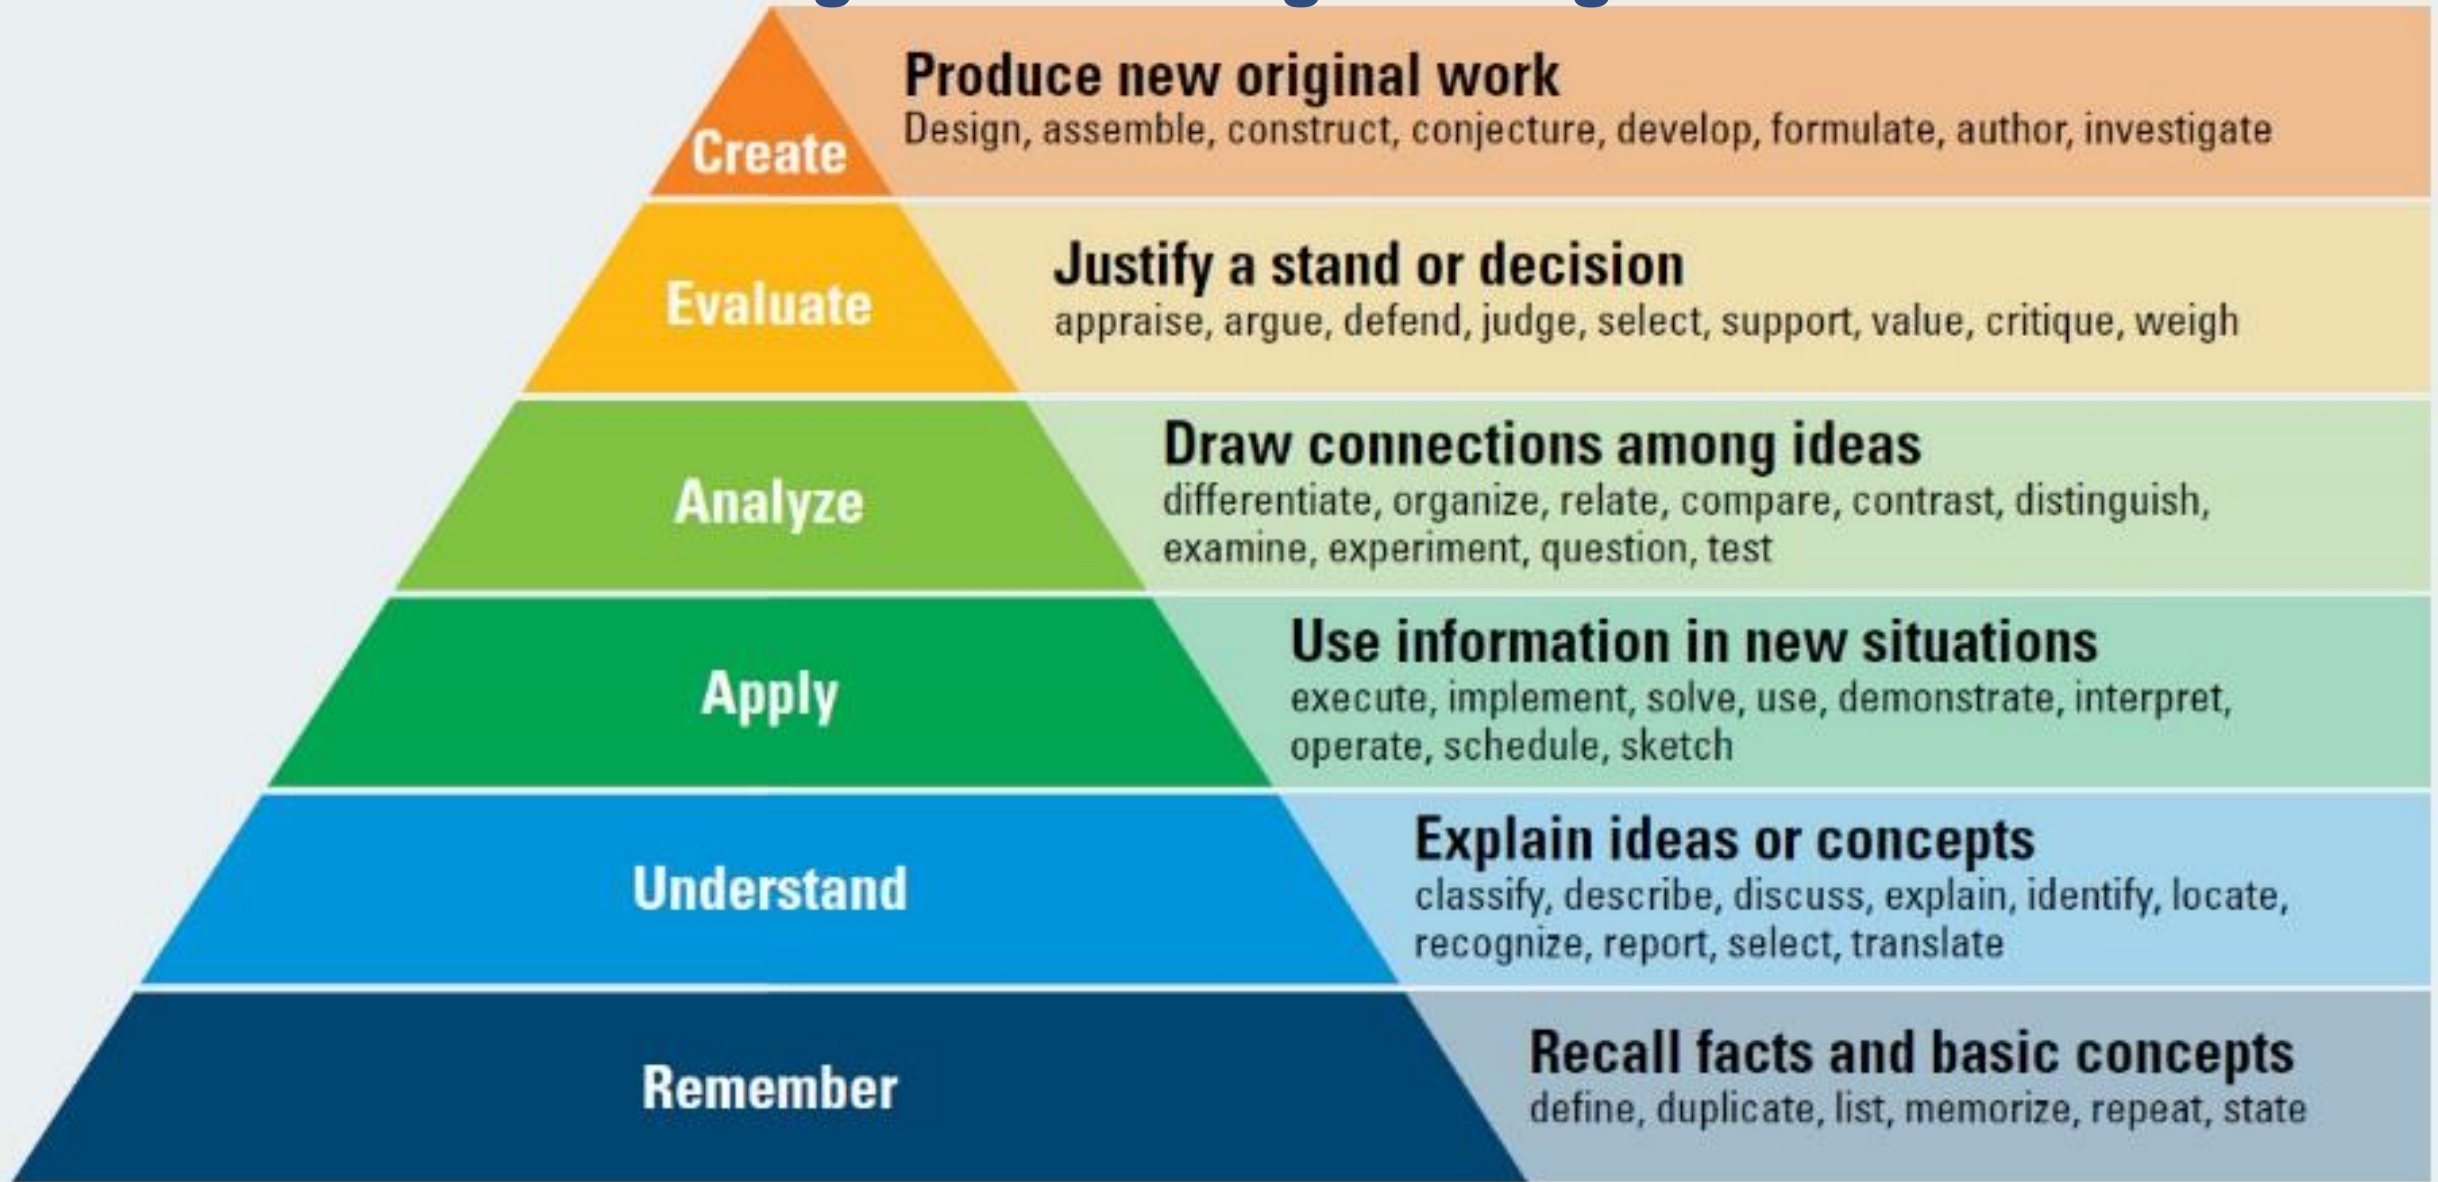 Create
Produce new original work
Design, assemble, construct, conjecture, develop, formulate, author, investigate
Evaluate
Justify a stand or decision
appraise, argue, defend, judge, select, support, value, critique, weigh
Analyze
Draw connections among ideas
differentiate, organize, relate, compare, contrast, distinguish,
examine, experiment, question, test
Apply
Use information in new situations
execute, implement, solve, use, demonstrate, interpret,
operate, schedule, sketch
Understand
Explain ideas or concepts
classify, describe, discuss, explain, identify, locate,
recognize, report, select, translate
Remember
Recall facts and basic concepts
define, duplicate, list, memorize, repeat, state